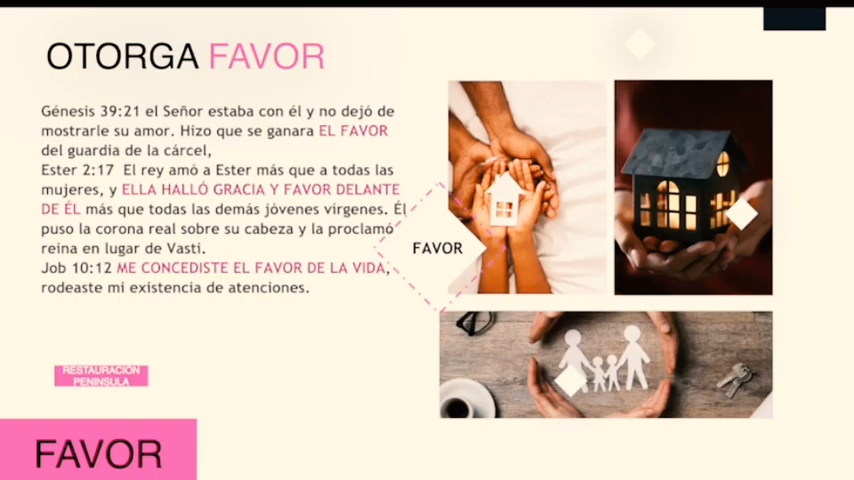 OTORGA FAVOR
Génesis 39:21 el Señor estaba con él y no dejó de
mostrarle su amor. Hizo que se ganara EL FAVOR
del guardia de la cárcel,
Ester 2:17 El rey amó a Ester más que a todas las
mujeres, y ELLA HALLÓ GRACIA Y FAVOR DELANTE
DE ÉL más que todas las demás jóvenes vírgenes. Él
puso la corona real sobre su cabeza y la proclamó
reina en lugar de Vasti.
Job 10:12 ME CONCEDISTE EL FAVOR DE LA VIDA,
rodeaste mi existencia de atenciones.
FAVOR
RESTAURACION
PENINSULA
FAVOR